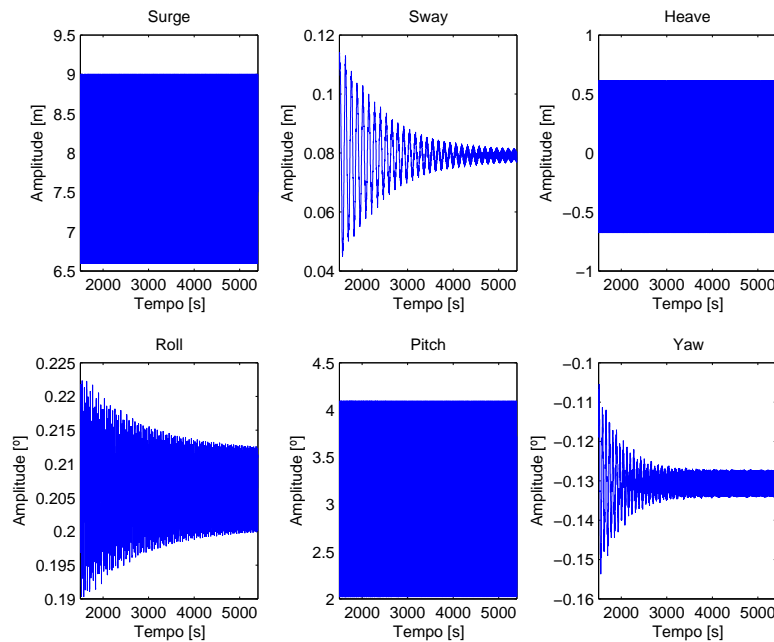 Surge
9.5
9
8.5
8
7.5
7
6.5
Amplitude [m]
2000 3000 4000 5000
Tempo [s]
Sway
0.12
0.1
0.08
0.06
0.04
Amplitude [m]
2000 3000 4000 5000
Tempo [s]
Heave
1
0.5
0
−0.5
−1
Amplitude [m]
2000 3000 4000 5000
Tempo [s]
Roll
0.225
0.22
0.215
0.21
0.205
0.2
0.195
0.19
Amplitude [º]
2000 3000 4000 5000
Tempo [s]
Pitch
4.5
4
3.5
3
2.5
2
Amplitude [º]
2000 3000 4000 5000
Tempo [s]
Yaw
−0.1
−0.11
−0.12
−0.13
−0.14
−0.15
−0.16
Amplitude [º]
2000 3000 4000 5000
Tempo [s]